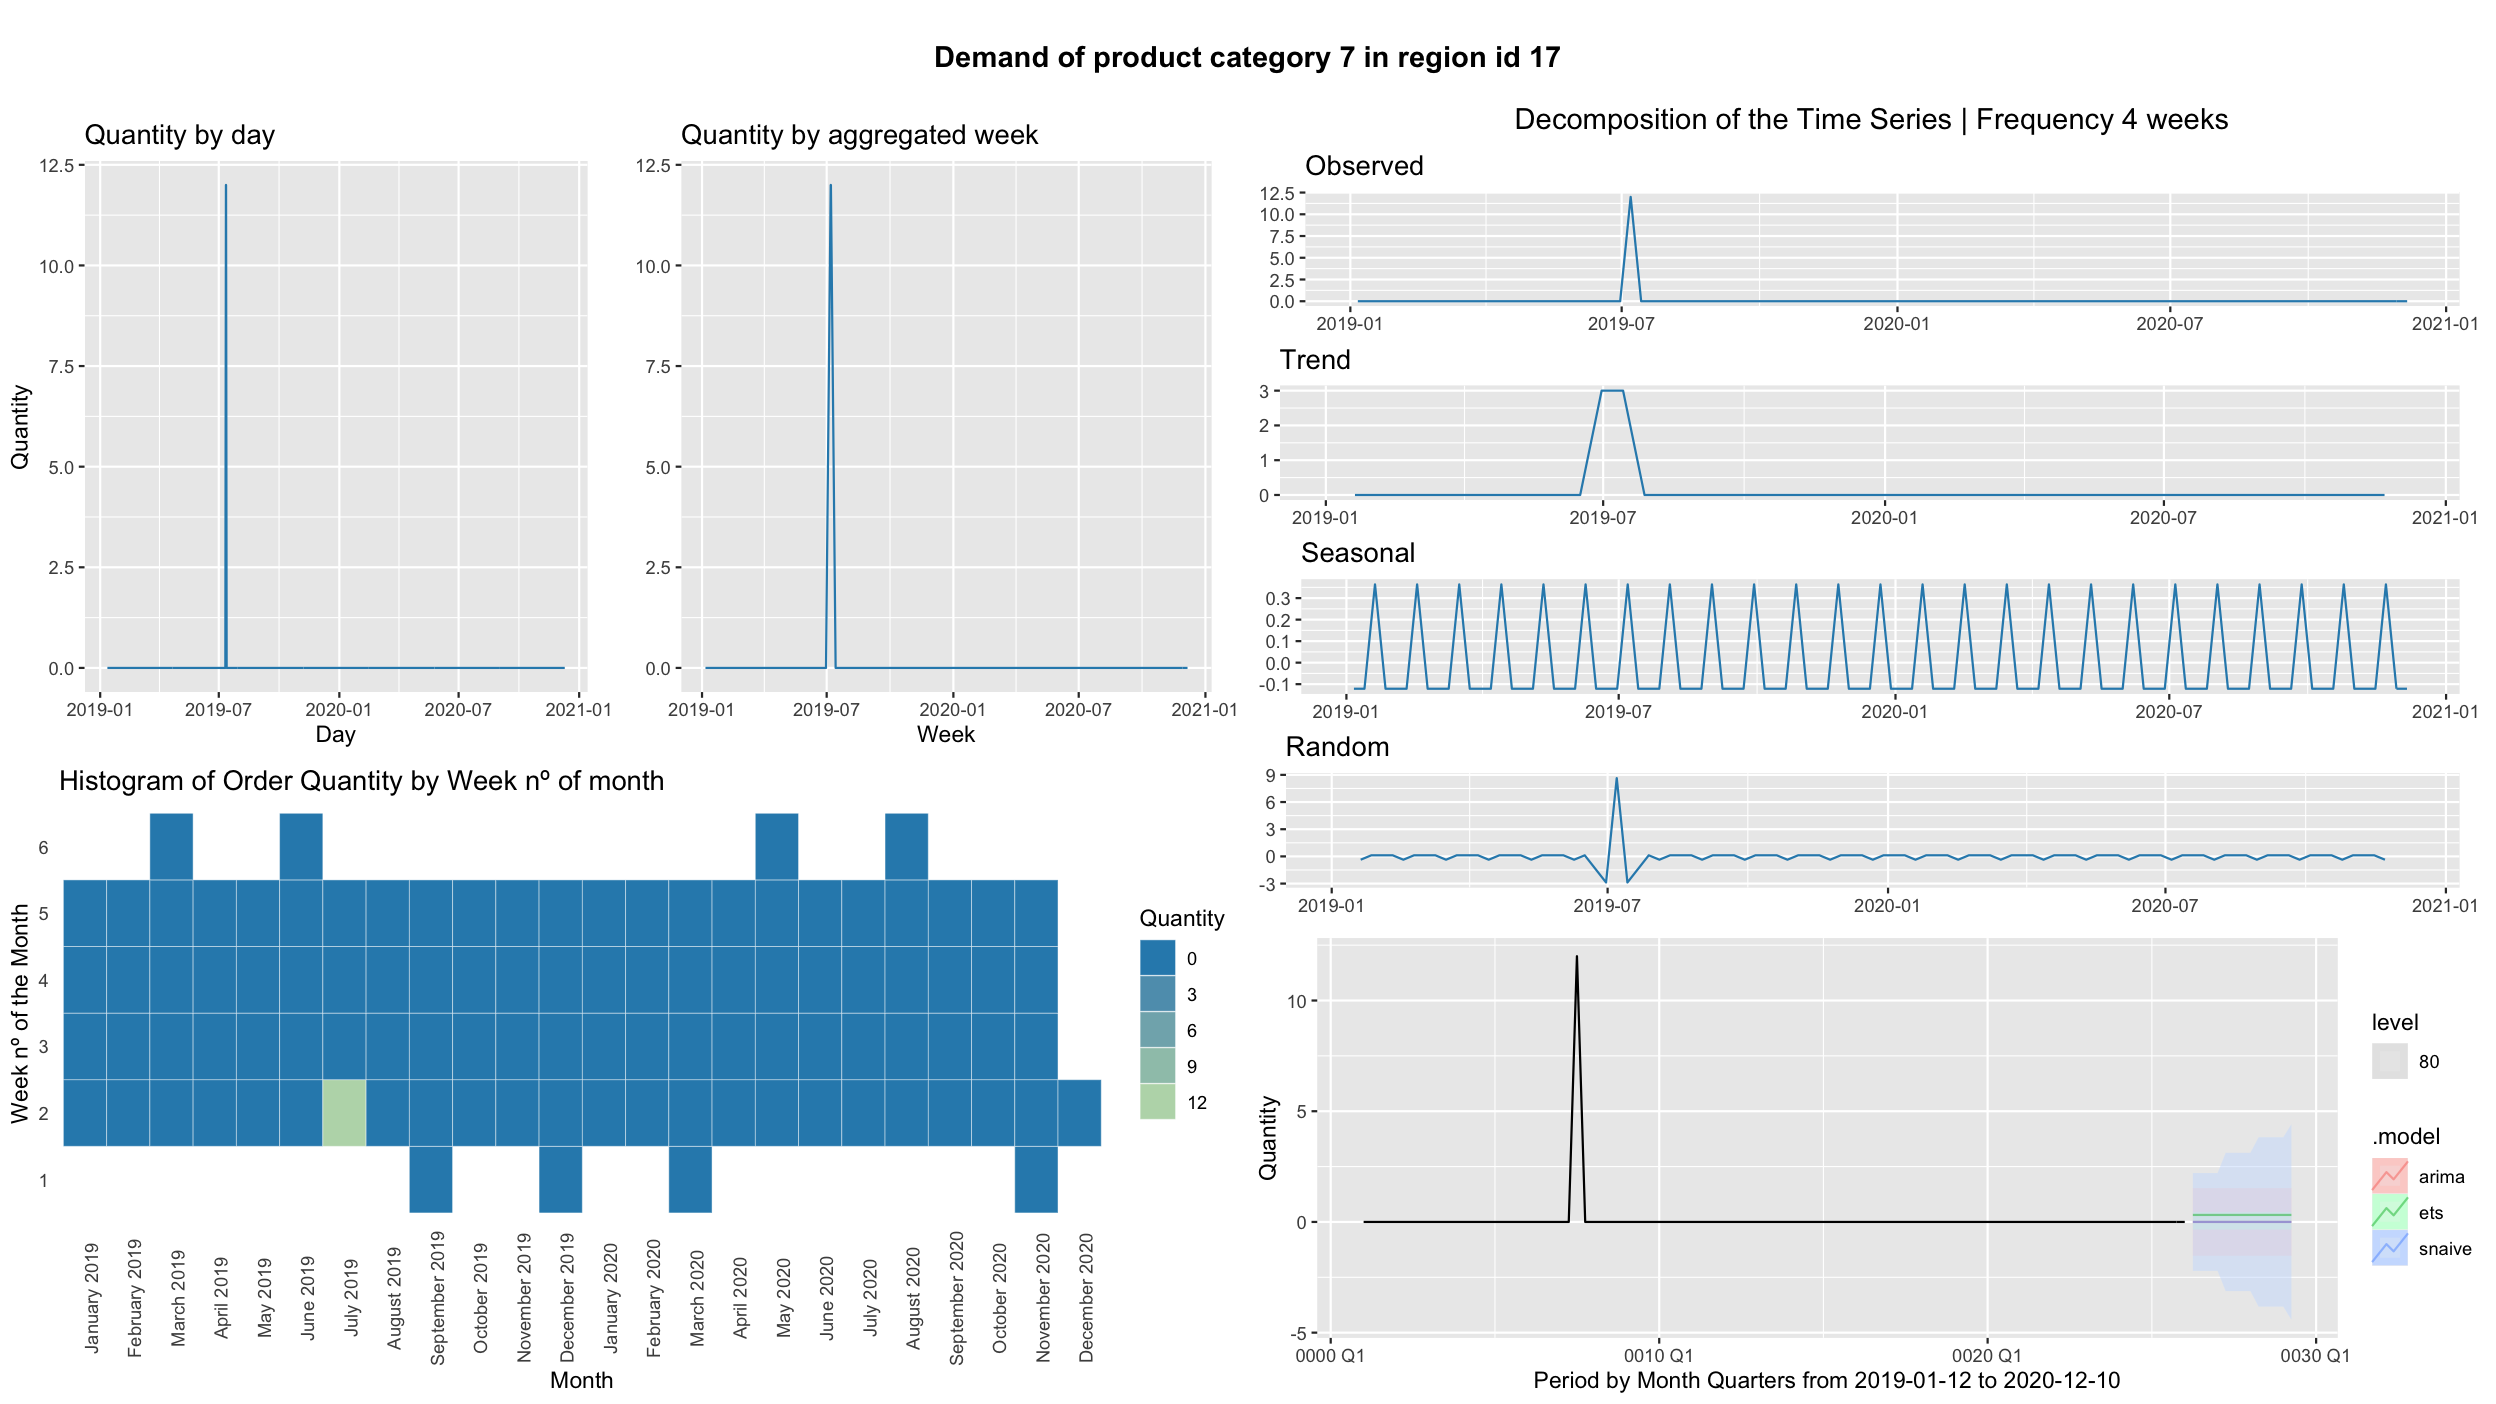 Demand of product category 7 in region id 17
Quantity by day
12.5
10.0
7.5
5.0
2.5
0.0
Quantity
2019-01 2019-07 2020-01 2020-07 2021-01
Day
Quantity by aggregated week
12.5
10.0
7.5
5.0
2.5
0.0
2019-01 2019-07 2020-01 2020-07 2021-01
Week
Histogram of Order Quantity by Week nº of month
6
5
4
3
2
1
Week nº of the Month
January 2019
February 2019
March 2019
April 2019
May 2019
June 2019
July 2019
August 2019
September 2019
October 2019
November 2019
December 2019
January 2020
February 2020
March 2020
April 2020
May 2020
June 2020
July 2020
August 2020
September 2020
October 2020
November 2020
December 2020
Month
Quantity
0
3
6
9
12
Decomposition of the Time Series | Frequency 4 weeks
Observed
12.5
10.0
7.5
5.0
2.5
0.0
2019-01 2019-07 2020-01 2020-07 2021-01
Trend
3
2
1
0
2019-01 2019-07 2020-01 2020-07 2021-01
Seasonal
0.3
0.2
0.1
0.0
-0.1
2019-01 2019-07 2020-01 2020-07 2021-01
Random
9
6
3
0
-3
2019-01 2019-07 2020-01 2020-07 2021-01
10
5
0
-5
Quantity
0000 Q1 0010 Q1 0020 Q1 0030 Q1
Period by Month Quarters from 2019-01-12 to 2020-12-10
level
80
.model
arima
ets
snaive